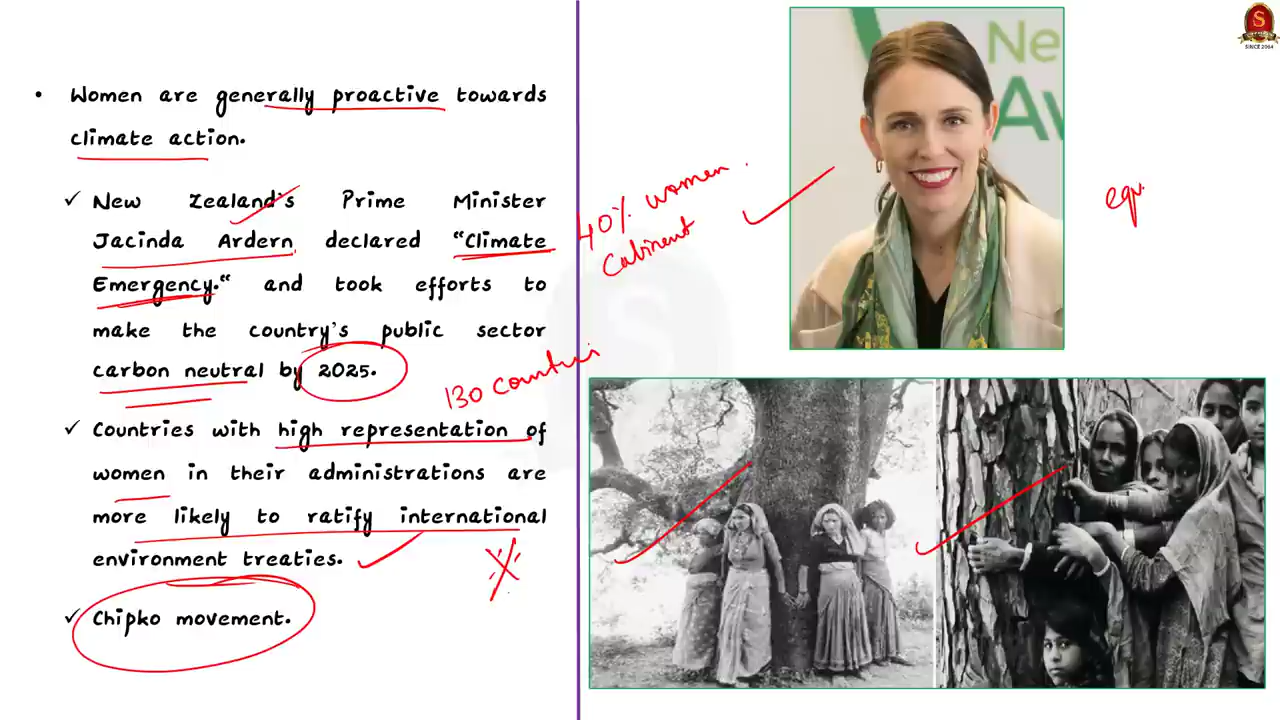 • Women are generally proactive towards
climate action.
✓ New Zealand's Prime Minister
Jacinda Ardern declared “Climate
Emergency.“ and took efforts to
make the country's public sector
carbon neutral by 2025.
✓ Countries with high representation of
women in their administrations are
more likely to ratify international
environment treaties.
✓ Chipko movement.
40% women
Cabinent
130 Countries
Ne
Av
equ
S
SINCE 2004
S